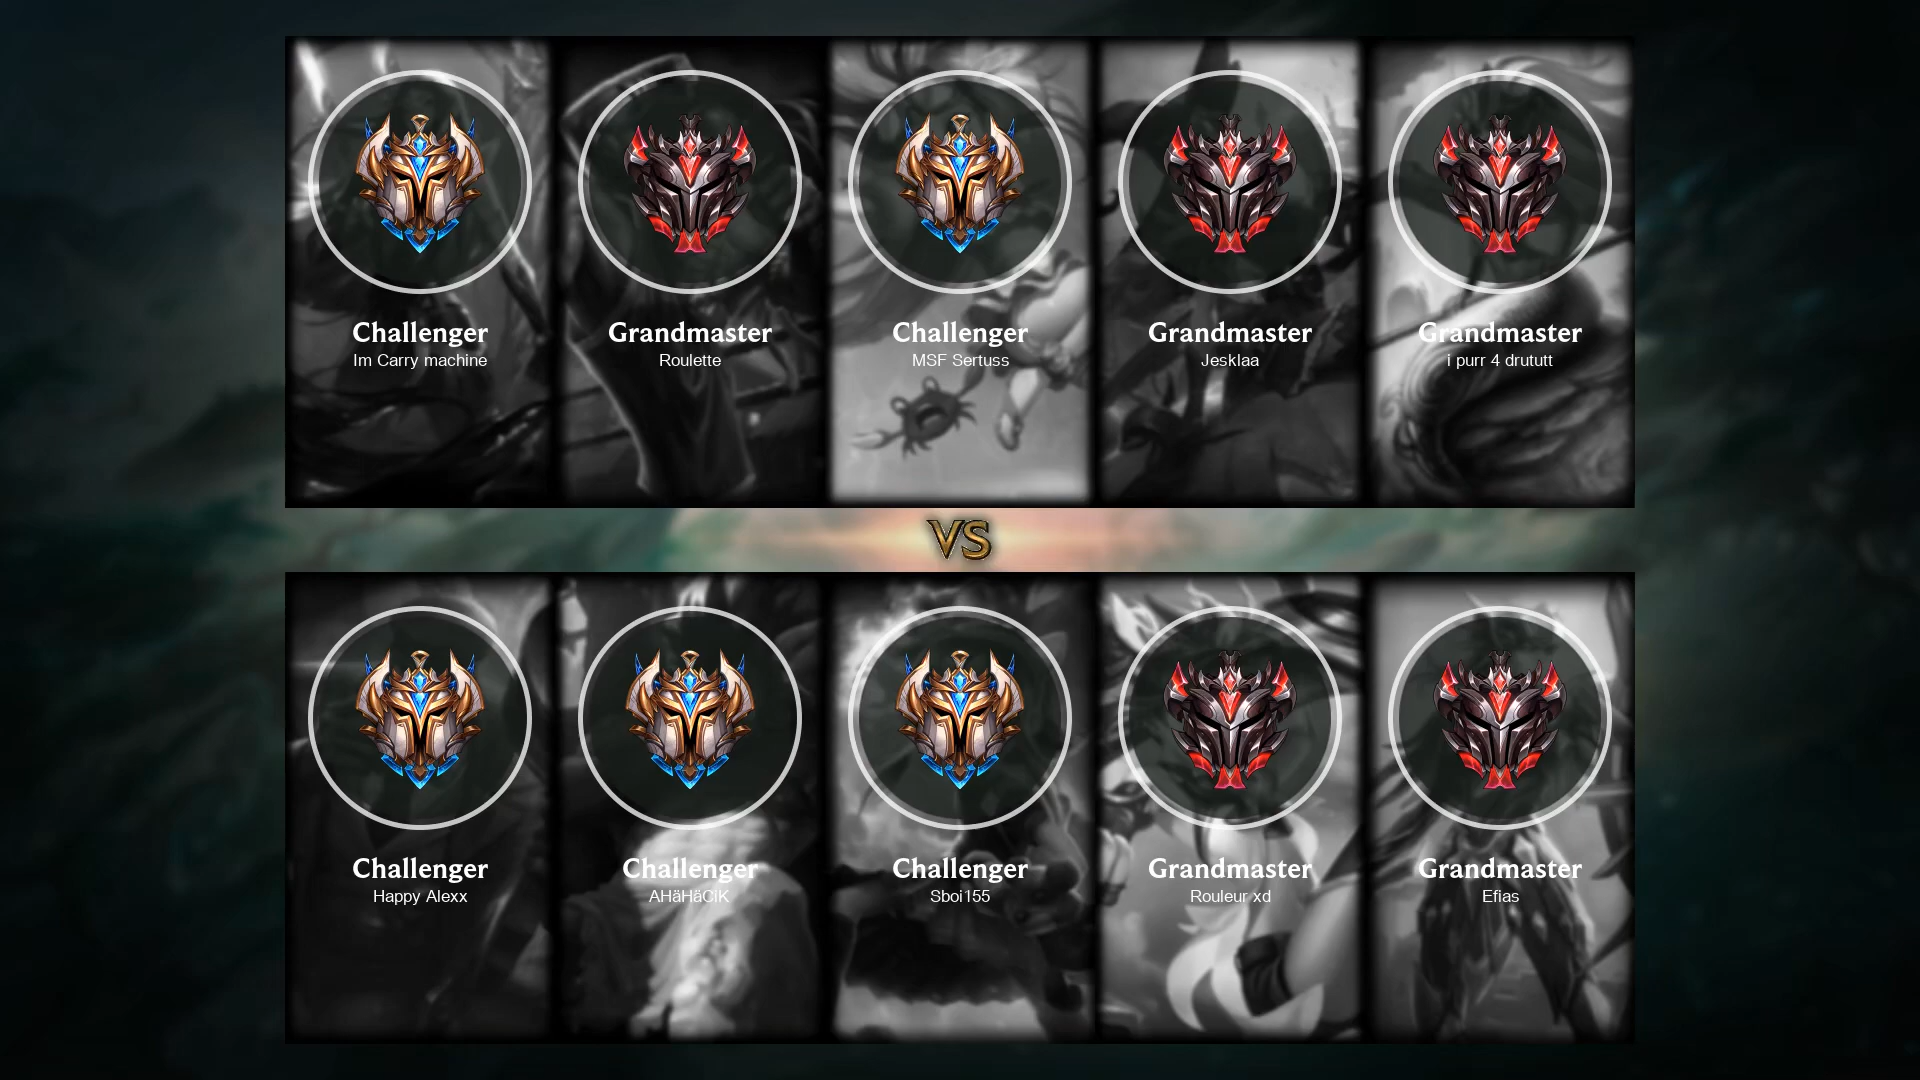 Challenger
Im Carry machine
Grandmaster
Roulette
Challenger
MSF Sertuss
Grandmaster
Jesklaa
Grandmaster
i purr 4 drututt
VS
Challenger
Happy Alexx
Challenger
AHäHäCiK
Challenger
Sboi155
Grandmaster
Rouleur xd
Grandmaster
Efias